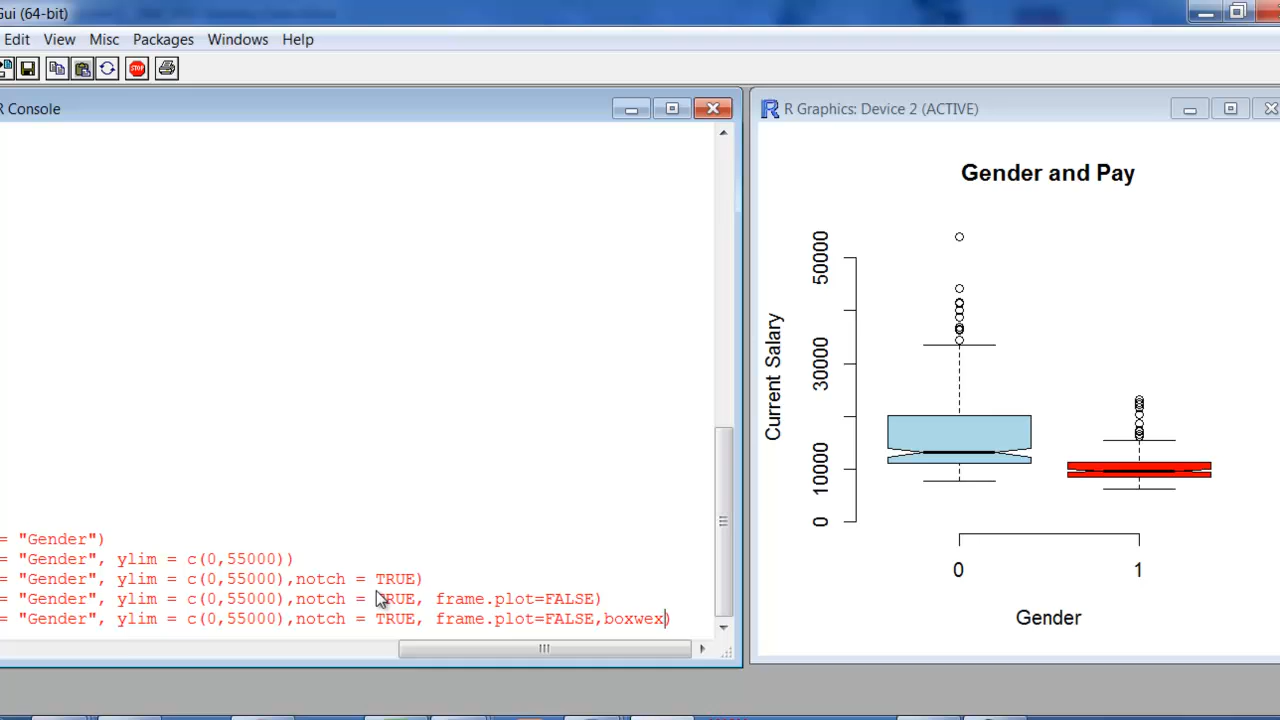 Gui (64-bit)
Edit View Misc Packages Windows Help
STOP
R Console
R Graphics: Device 2 (ACTIVE)
= "Gender")
= "Gender", ylim = c(0,55000))
= "Gender", ylim = c(0,55000),notch = TRUE)
= "Gender", ylim = c(0,55000),notch = TRUE, frame.plot=FALSE)
= "Gender", ylim = c(0,55000),notch = TRUE, frame.plot=FALSE,boxwex)
Gender and Pay
Current Salary
50000
30000
10000
0
0 1
Gender